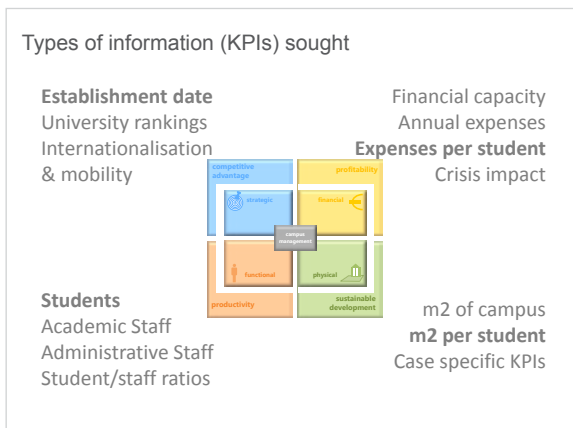 Types of information (KPIs) sought
Establishment date
University rankings
Internationalisation
& mobility
Financial capacity
Annual expenses
Expenses per student
Crisis impact
competitive
advantage
profitability
strategic
financial
campus
management
functional
physical
productivity
sustainable
development
Students
Academic Staff
Administrative Staff
Student/staff ratios
m2 of campus
m2 per student
Case specific KPIs